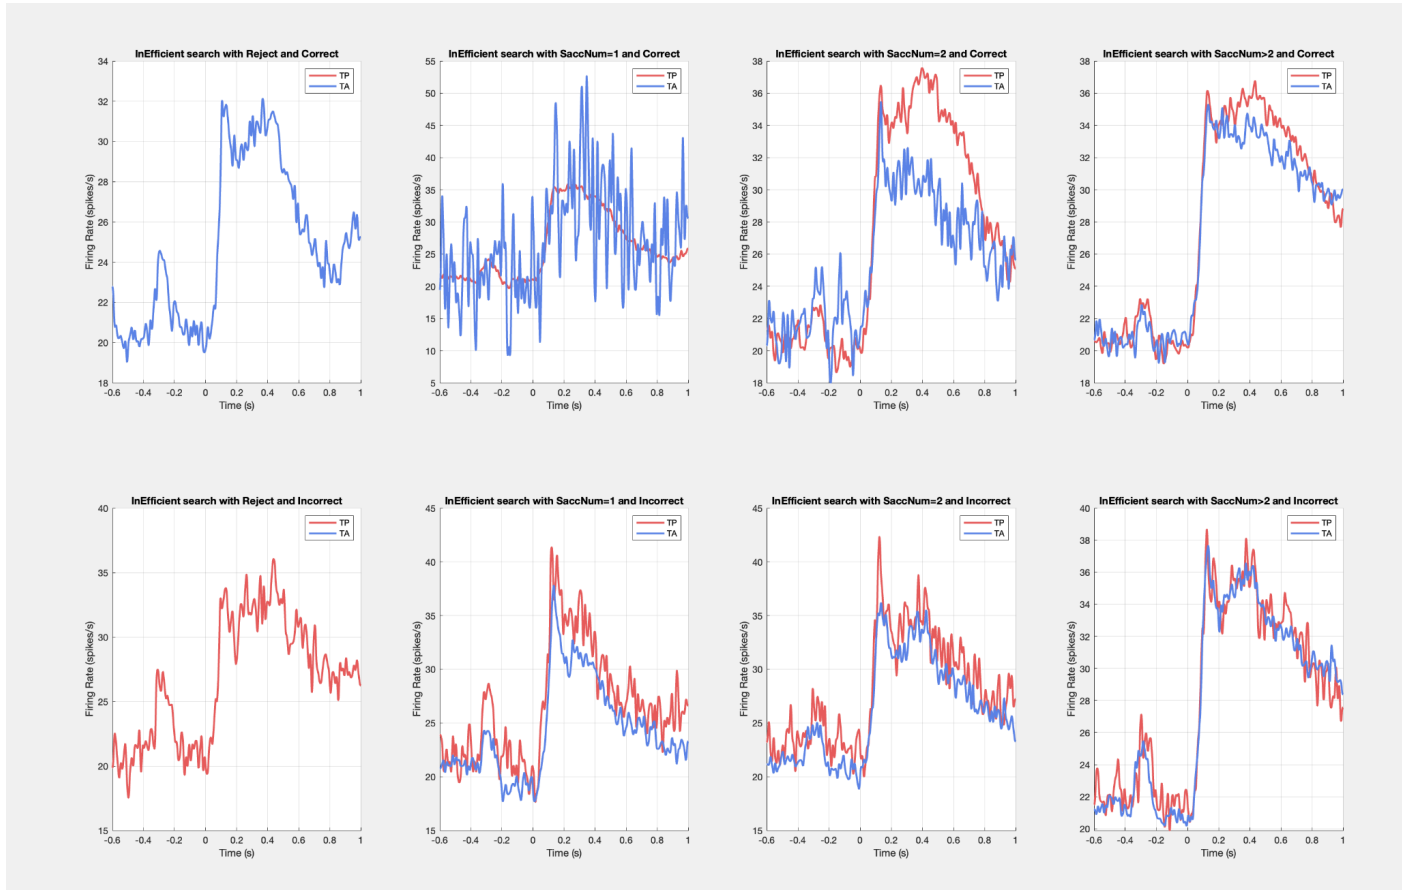 InEfficient search with Reject and Correct
34
32
30
28
26
24
22
20
18
Firing Rate (spikes/s)
TP
TA
-0.6 -0.4 -0.2 0 0.2 0.4 0.6 0.8 1
Time (s)
InEfficient search with SaccNum=1 and Correct
55
50
45
40
35
30
25
20
15
10
5
Firing Rate (spikes/s)
TP
TA
-0.6 -0.4 -0.2 0 0.2 0.4 0.6 0.8 1
Time (s)
InEfficient search with SaccNum=2 and Correct
38
36
34
32
30
28
26
24
22
20
18
Firing Rate (spikes/s)
TP
TA
-0.6 -0.4 -0.2 0 0.2 0.4 0.6 0.8 1
Time (s)
InEfficient search with SaccNum>2 and Correct
38
36
34
32
30
28
26
24
22
20
18
Firing Rate (spikes/s)
TP
TA
-0.6 -0.4 -0.2 0 0.2 0.4 0.6 0.8 1
Time (s)
InEfficient search with Reject and Incorrect
40
35
30
25
20
15
Firing Rate (spikes/s)
TP
TA
-0.6 -0.4 -0.2 0 0.2 0.4 0.6 0.8 1
Time (s)
InEfficient search with SaccNum=1 and Incorrect
45
40
35
30
25
20
15
Firing Rate (spikes/s)
TP
TA
-0.6 -0.4 -0.2 0 0.2 0.4 0.6 0.8 1
Time (s)
InEfficient search with SaccNum=2 and Incorrect
45
40
35
30
25
20
15
Firing Rate (spikes/s)
TP
TA
-0.6 -0.4 -0.2 0 0.2 0.4 0.6 0.8 1
Time (s)
InEfficient search with SaccNum>2 and Incorrect
40
38
36
34
32
30
28
26
24
22
20
Firing Rate (spikes/s)
TP
TA
-0.6 -0.4 -0.2 0 0.2 0.4 0.6 0.8 1
Time (s)